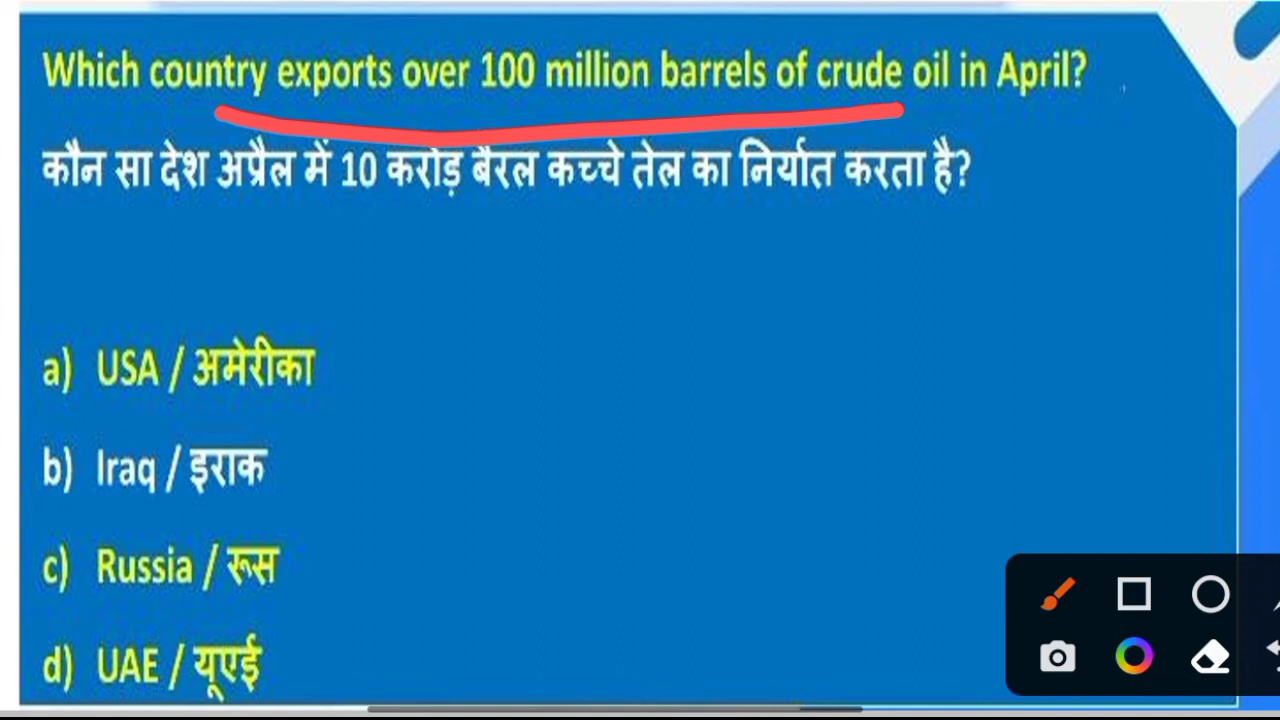 Which country exports over 100 million barrels of crude oil in April?
कौन सा देश अप्रैल में 10 करोड़ बैरल कच्चे तेल का निर्यात करता है?
a) USA / अमेरीका
b) Iraq / इराक
c) Russia / रूस
d) UAE / यूएई